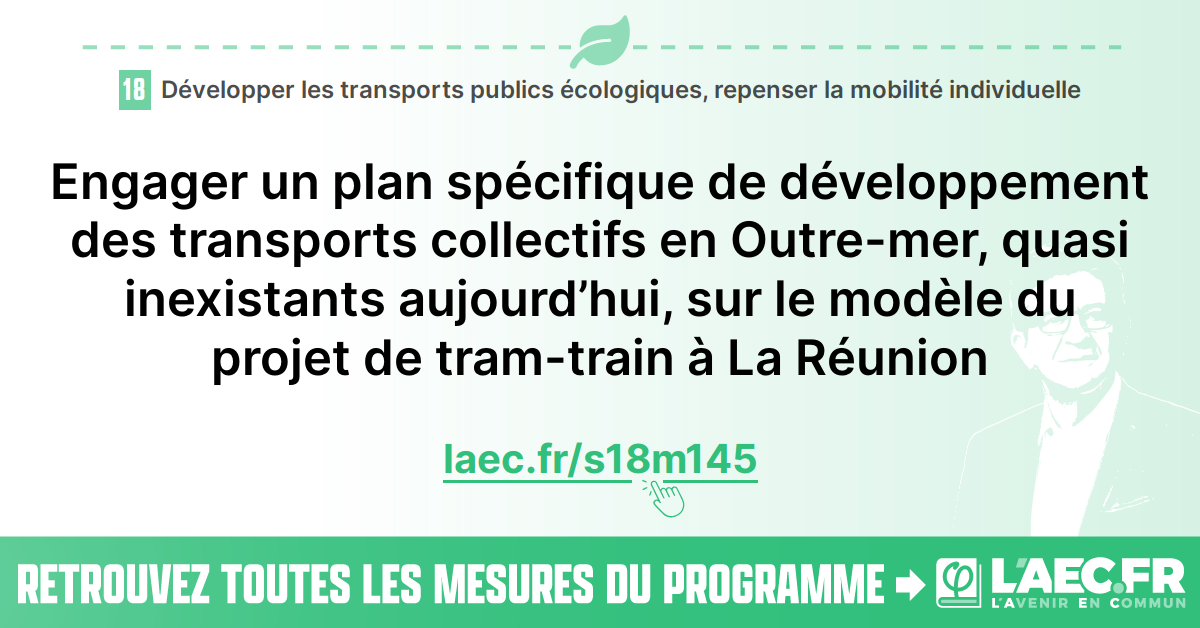 18 Développer les transports publics écologiques, repenser la mobilité individuelle
Engager un plan spécifique de développement
des transports collectifs en Outre-mer, quasi
inexistants aujourd’hui, sur le modèle du
projet de tram-train à La Réunion
laec.fr/s18m145
RETROUVEZ TOUTES LES MESURES DU PROGRAMME
L'AEC.FR
L'AVENIR EN COMMUN